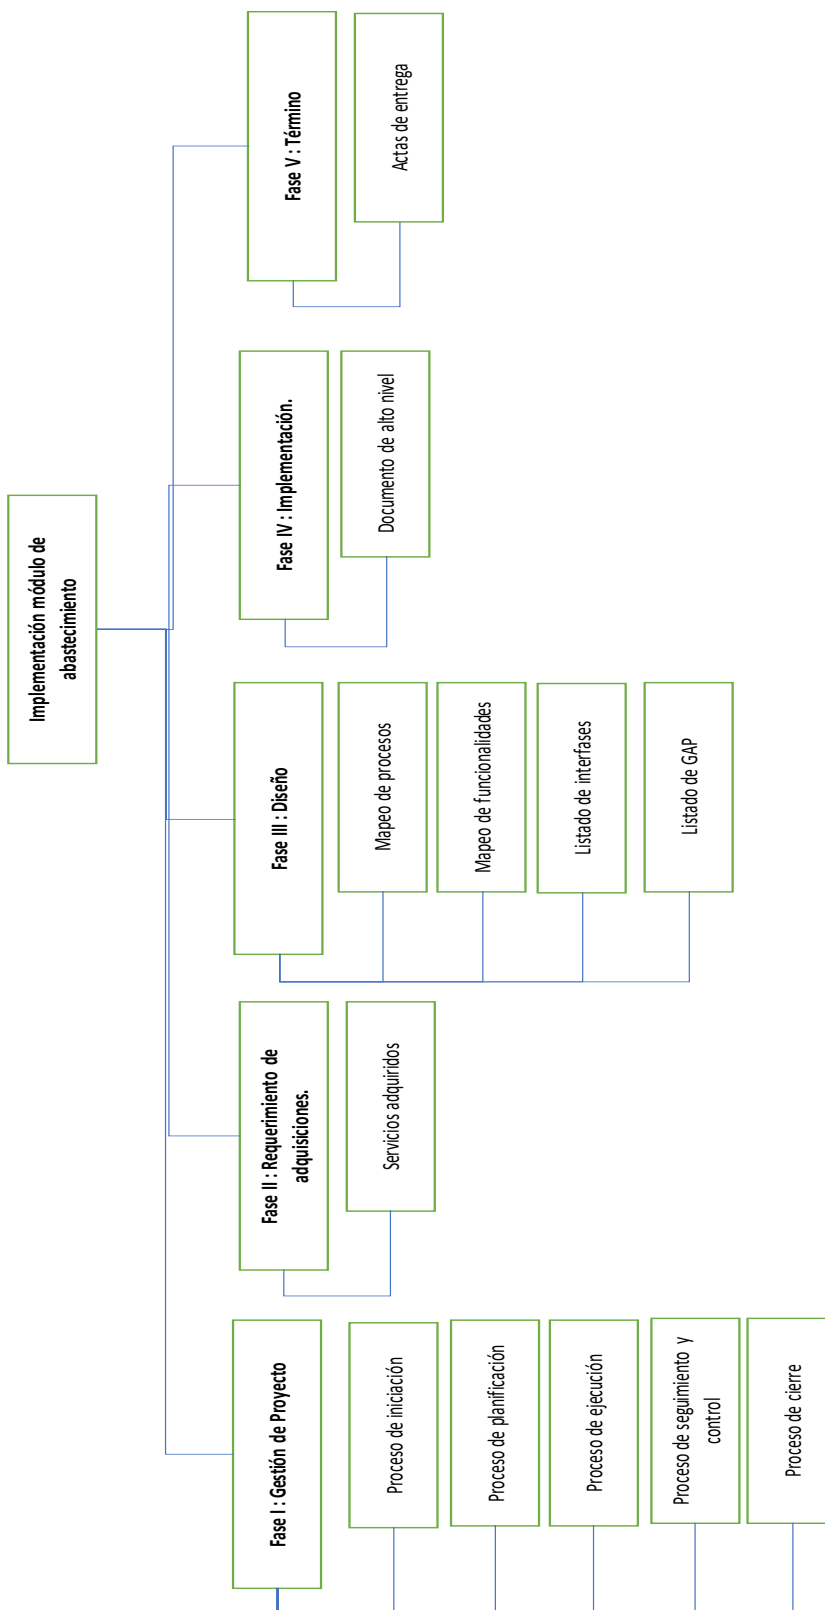 Implementación módulo de
abastecimiento
Fase I : Gestión de Proyecto
Proceso de iniciación
Proceso de planificación
Proceso de ejecución
Proceso de seguimiento y
control
Proceso de cierre
Fase II : Requerimiento de
adquisiciones.
Servicios adquiridos
Fase III : Diseño
Mapeo de procesos
Mapeo de funcionalidades
Listado de interfases
Listado de GAP
Fase IV : Implementación.
Documento de alto nivel
Fase V : Término
Actas de entrega